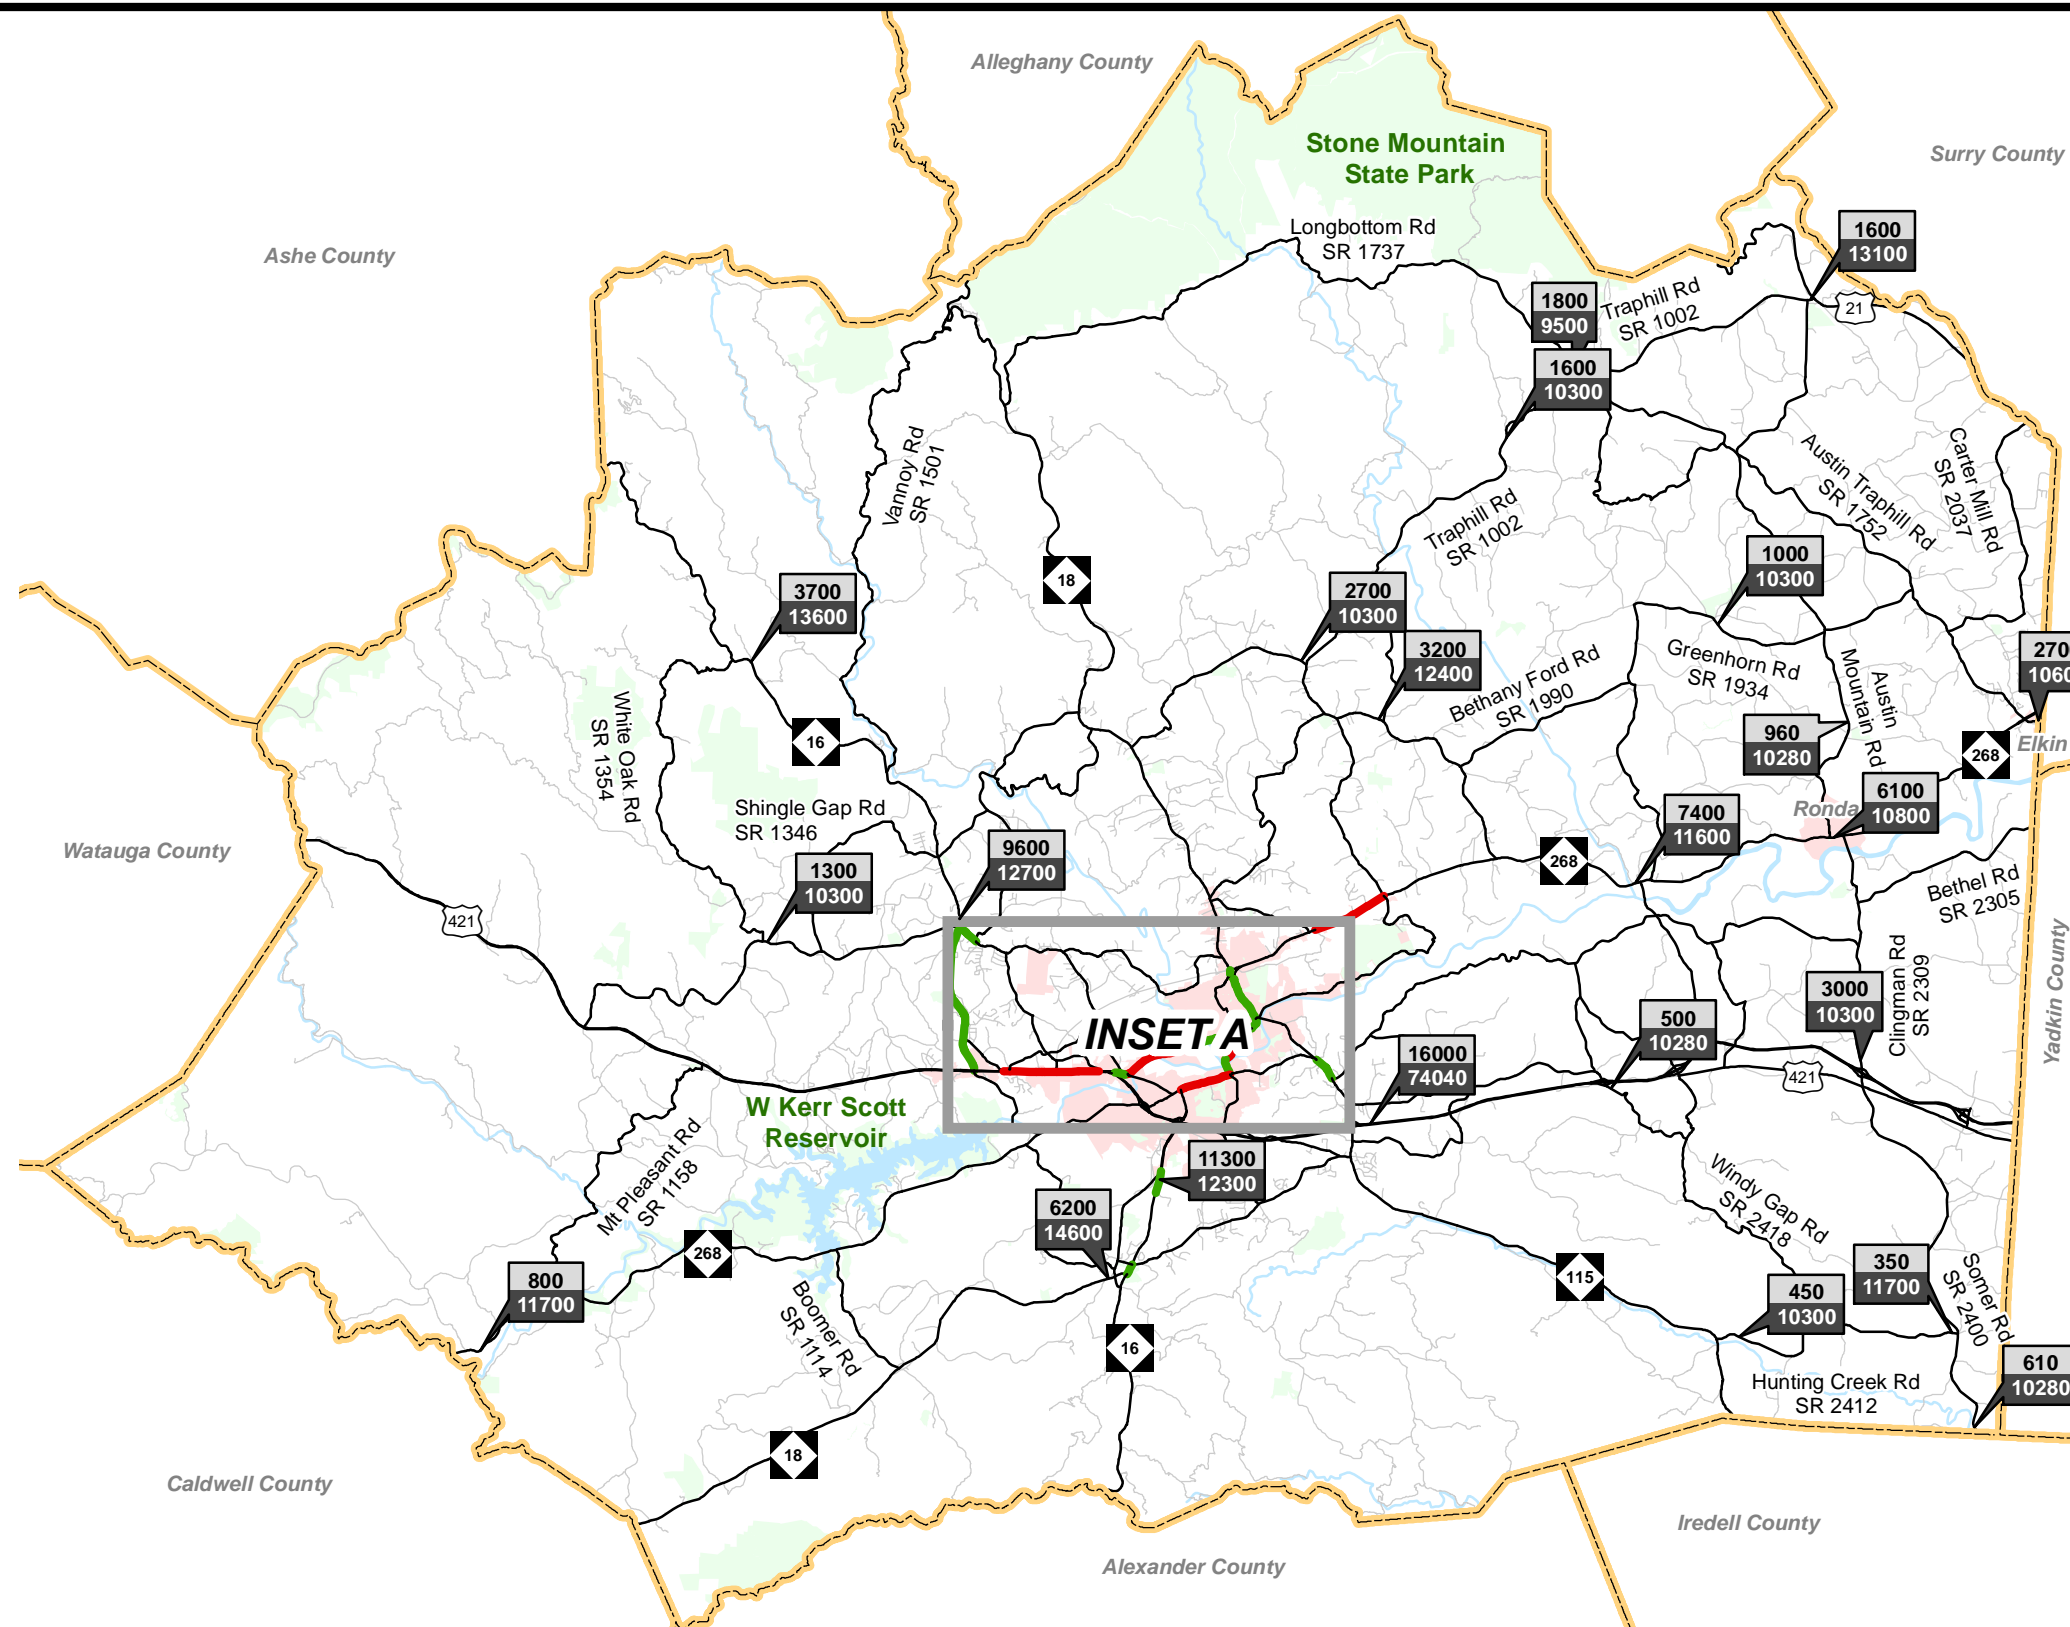 Alleghany County
Surry County
Ashe County
Stone Mountain
State Park
Longbottom Rd
SR 1737
1600
13100
21
1800
9500
Traphill Rd
SR 1002
1600
10300
Vannoy Rd
SR 1501
Austin Traphill Rd
SR 1752
Carter Mill Rd
SR 2037
Traphill Rd
SR 1002
1000
10300
18
3700
13600
2700
10300
3200
12400
Bethany Ford Rd
SR 1990
Greenhorn Rd
SR 1934
Austin
Mountain Rd
270
1060
White Oak Rd
SR 1354
16
960
10280
268
Elkin
Shingle Gap Rd
SR 1346
Ronda
6100
10800
7400
11600
Watauga County
9600
12700
268
1300
10300
Bethel Rd
SR 2305
421
Yadkin County
Clingman Rd
SR 2309
3000
10300
500
10280
INSET A
16000
74040
421
W Kerr Scott
Reservoir
Mt Pleasant Rd
SR 1158
11300
12300
Windy Gap Rd
SR 2418
6200
14600
268
115
350
11700
Somer Rd
SR 2400
800
11700
450
10300
Boomer Rd
SR 1114
16
610
10280
Hunting Creek Rd
SR 2412
18
Caldwell County
Iredell County
Alexander County